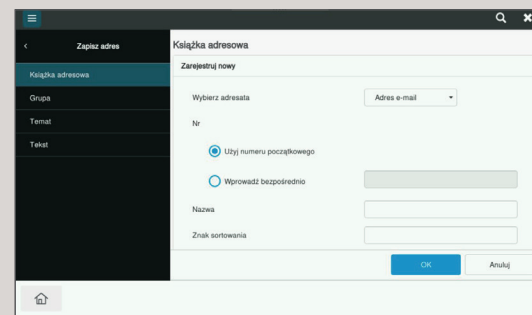 Zapisz adres
Książka adresowa
Grupa
Temat
Tekst
Książka adresowa
Zarejestruj nowy
Wybierz adresata
Adres e-mail
Nr
Użyj numeru początkowego
Wprowadź bezpośrednio
Nazwa
Znak sortowania
OK
Anuluj